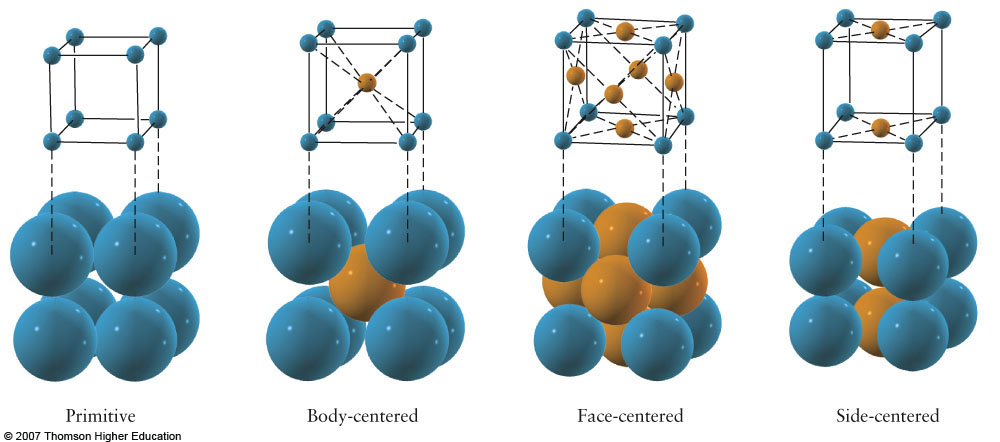 Primitive
Body-centered
Face-centered
Side-centered
© 2007 Thomson Higher Education